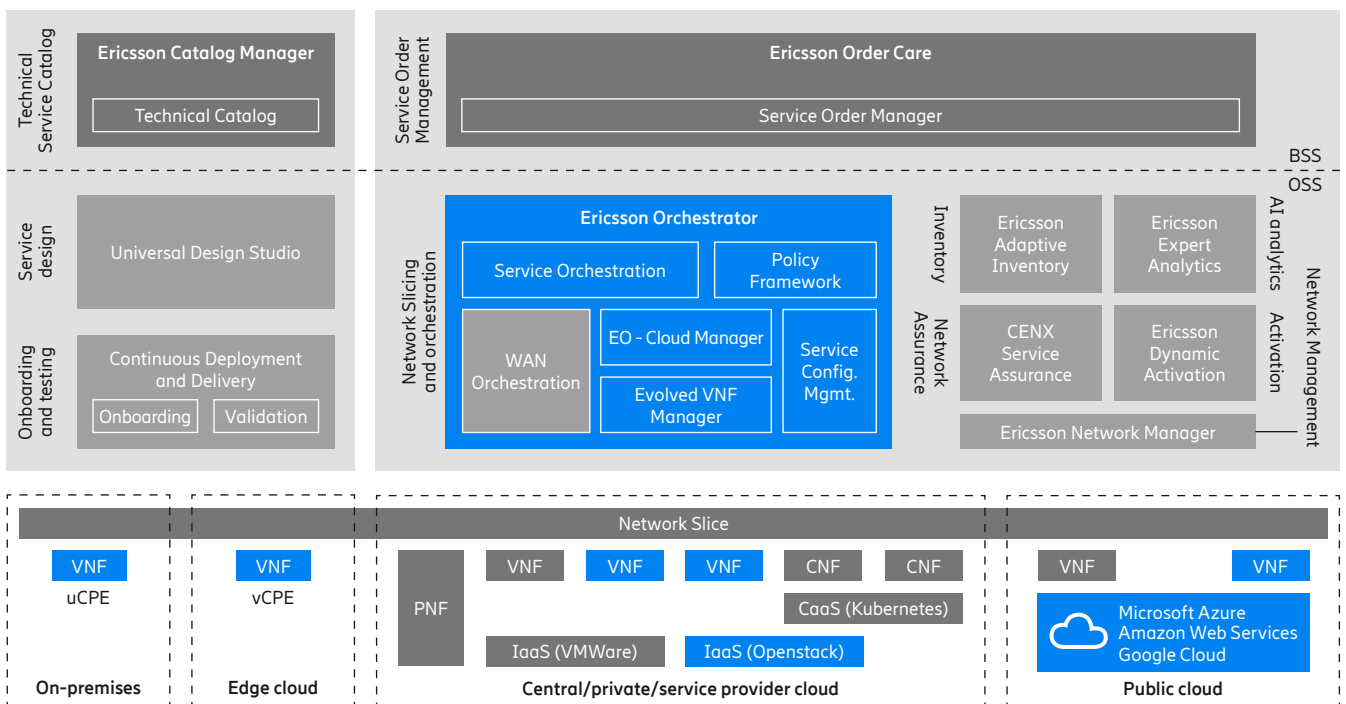 Technical
Service Catalog
Ericsson Catalog Manager
Technical Catalog
Service Order
Management
Ericsson Order Care
Service Order Manager
BSS
OSS
Service
design
Universal Design Studio
Onboarding
and testing
Continuous Deployment
and Delivery
Onboarding
Validation
Network Slicing
and orchestration
Ericsson Orchestrator
Service Orchestration
Policy
Framework
WAN
Orchestration
EO - Cloud Manager
Evolved VNF
Manager
Service
Config.
Mgmt.
Inventory
Ericsson
Adaptive
Inventory
Ericsson
Expert
Analytics
AI analytics
Network
Assurance
CENX
Service
Assurance
Ericsson
Dynamic
Activation
Activation
Ericsson Network Manager
Network Management
Network Slice
VNF
uCPE
On-premises
VNF
vCPE
Edge cloud
PNF
VNF
VNF
VNF
CNF
CNF
CaaS (Kubernetes)
IaaS (VMWare)
IaaS (Openstack)
Central/private/service provider cloud
VNF
VNF
Microsoft Azure
Amazon Web Services
Google Cloud
Public cloud